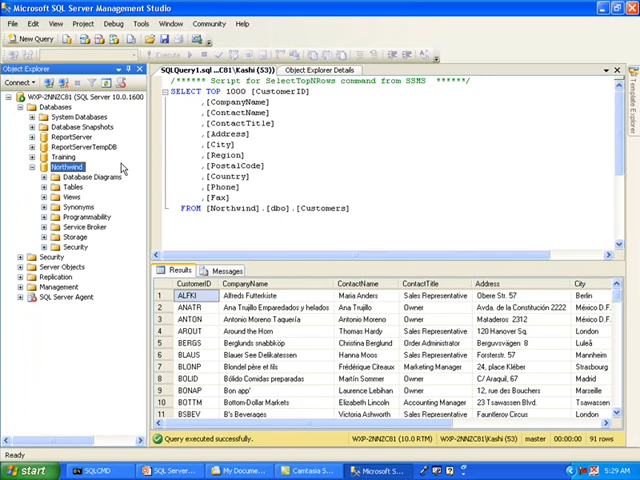 Microsoft SQL Server Management Studio
File Edit View Project Debug Tools Window Community Help
New Query
Execute
Object Explorer
Connect
WXP-2NNZC81 (SQL Server 10.0.1600
Databases
System Databases
Database Snapshots
ReportServer
ReportServerTempDB
Training
Northwind
Database Diagrams
Tables
Views
Synonyms
Programmability
Service Broker
Storage
Security
Security
Server Objects
Replication
Management
SQL Server Agent
SQLQuery1.sql ...C81\Kashi (53)) Object Explorer Details
/****** Script for SelectTopNRows command from SSMS ******/
SELECT TOP 1000 [CustomerID]
,[CompanyName]
,[ContactName]
,[ContactTitle]
,[Address]
,[City]
,[Region]
,[PostalCode]
,[Country]
,[Phone]
,[Fax]
FROM [Northwind].[dbo].[Customers]
Template Explorer
Results Messages
CustomerID CompanyName ContactName ContactTitle Address City
1 ALFKI Alfreds Futterkiste Maria Anders Sales Representative Obere Str. 57 Berlin
2 ANATR Ana Trujillo Emparedados y helados Ana Trujillo Owner Avda. de la Constitución 2222 México D.F.
3 ANTON Antonio Moreno Taquería Antonio Moreno Owner Mataderos 2312 México D.F.
4 AROUT Around the Horn Thomas Hardy Sales Representative 120 Hanover Sq. London
5 BERGS Berglunds snabbköp Christina Berglund Order Administrator Berguvsvägen 8 Luleå
6 BLAUS Blauer See Delikatessen Hanna Moos Sales Representative Forsterstr. 57 Mannheim
7 BLONP Blondel père et fils Frédérique Citeaux Marketing Manager 24, place Kléber Strasbourg
8 BOLID Bólido Comidas preparadas Martín Sommer Owner C/ Araquil, 67 Madrid
9 BONAP Bon app' Laurence Lebihan Owner 12, rue des Bouchers Marseille
10 BOTTM Bottom-Dollar Markets Elizabeth Lincoln Accounting Manager 23 Tsawassen Blvd. Tsawassen
11 BSBEV B's Beverages Victoria Ashworth Sales Representative Fauntleroy Circus London
Query executed successfully. WXP-2NNZC81 (10.0 RTM) WXP-2NNZC81\Kashi (53) master 00:00:00 91 rows
Ready
start SQLCMD SQL Server... My Docume... Camtasia S... Microsoft S... 5:29 AM